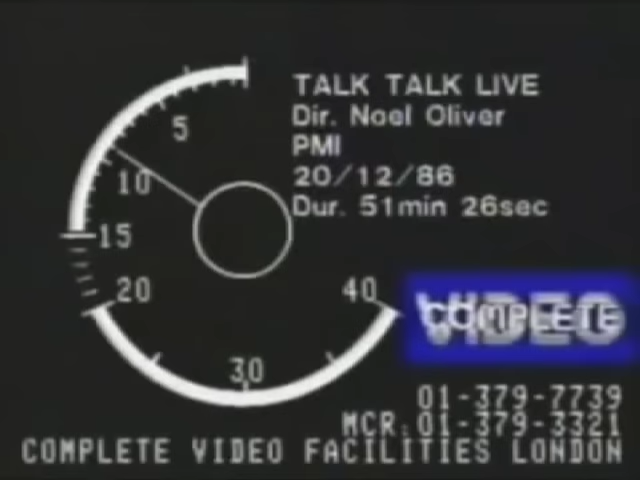 TALK TALK LIVE
Dir. Noel Oliver
PMI
20/12/86
Dur. 51min 26sec
5
10
15
20
30
40
VIDEO
COMPLETE
01-379-7739
MCR:01-379-3321
COMPLETE VIDEO FACILITIES LONDON